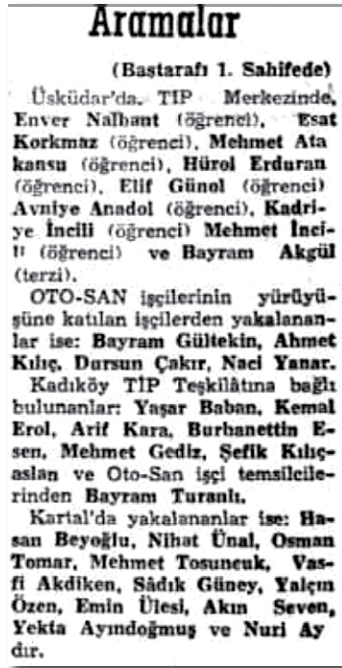 Aramalar
(Baştarafı 1. Sahifede)
Üsküdar'da. TİP Merkezinde,
Enver Nalbant (öğrenci), Esat
Korkmaz (öğrenci), Mehmet Ata
kansu (öğrenci), Hürol Erduran
(öğrenci), Elif Günol (öğrenci)
Avniye Anadol (öğrenci), Kadri-
ye İncili (öğrenci) Mehmet İnci-
li (öğrenci) ve Bayram Akgül
(terzi).
OTO-SAN işçilerinin yürüyü-
şüne katılan işçilerden yakalanan-
lar ise: Bayram Gültekin, Ahmet
Kılıç, Dursun Çakır, Naci Yanar.
Kadıköy TİP Teşkilâtına bağlı
bulunanlar: Yaşar Baban, Kemal
Erol, Arif Kara, Burhanettin E-
sen, Mehmet Gediz, Şefik Kılıç-
aslan ve Oto-San işçi temsilcile-
rinden Bayram Turanlı.
Kartal'da yakalananlar ise: Ha-
san Beyoğlu, Nihat Ünal, Osman
Tomar, Mehmet Tosuncuk, Vas-
fi Akdiken, Sâdık Güney, Yalçın
Özen, Emin Ülesi, Akın Seven,
Yekta Ayındoğmuş ve Nuri Ay
dır.